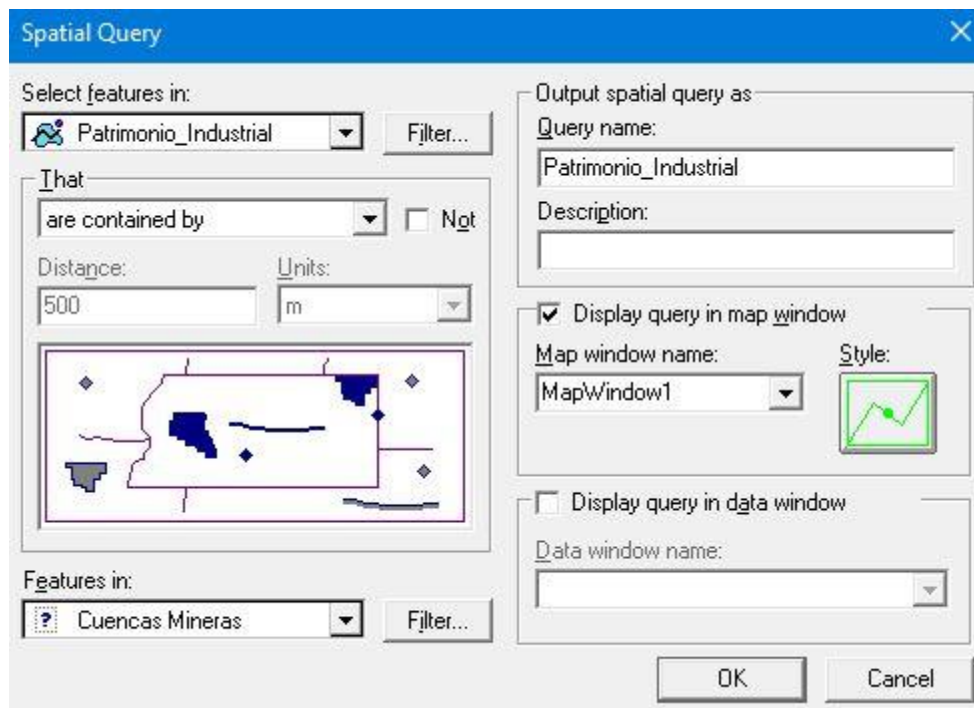 Spatial Query
Select features in:
Patrimonio_Industrial
Filter...
That
are contained by
Not
Distance:
Units:
500
m
Features in:
? Cuencas Mineras
Filter...
Output spatial query as
Query name:
Patrimonio_Industrial
Description:
Display query in map window
Map window name:
Style:
MapWindow1
Display query in data window
Data window name:
OK
Cancel